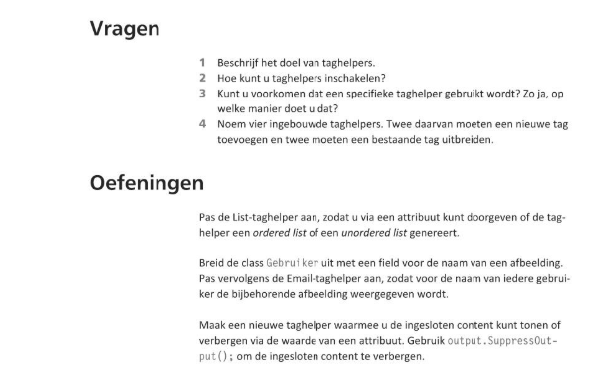 Vragen
1 Beschrijf het doel van taghelpers.
2 Hoe kunt u taghelpers inschakelen?
3 Kunt u voorkomen dat een specifieke taghelper gebruikt wordt? Zo ja, op
welke manier doet u dat?
4 Noem vier ingebouwde taghelpers. Twee daarvan moeten een nieuwe tag
toevoegen en twee moeten een bestaande tag uitbreiden.
Oefeningen
Pas de List-taghelper aan, zodat u via een attribuut kunt doorgeven of de tag-
helper een ordered list of een unordered list genereert.
Breid de class Gebruiker uit met een field voor de naam van een afbeelding.
Pas vervolgens de Email-taghelper aan, zodat voor de naam van iedere gebrui-
ker de bijbehorende afbeelding weergegeven wordt.
Maak een nieuwe taghelper waarmee u de ingesloten content kunt tonen of
verbergen via de waarde van een attribuut. Gebruik output.SuppressOut-
put(); om de ingesloten content te verbergen.